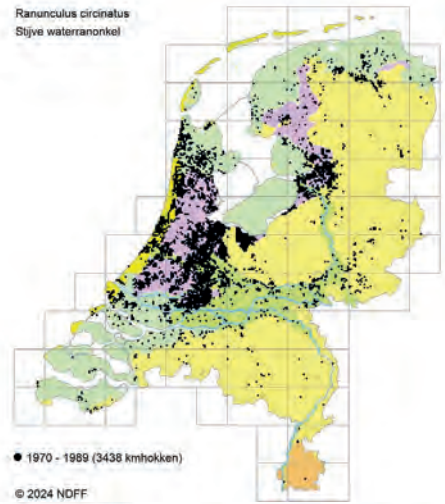 Ranunculus circinatus
Stijve waterranonkel
● 1970 - 1989 (3438 kmhokken)
© 2024 NDFF